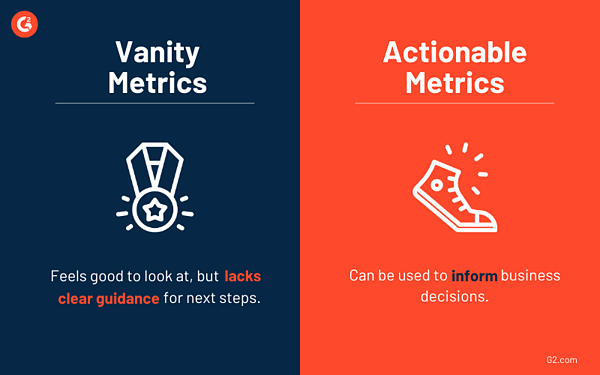 G2
Vanity
Metrics
Feels good to look at, but lacks
clear guidance for next steps.
Actionable
Metrics
Can be used to inform business
decisions.
G2.com